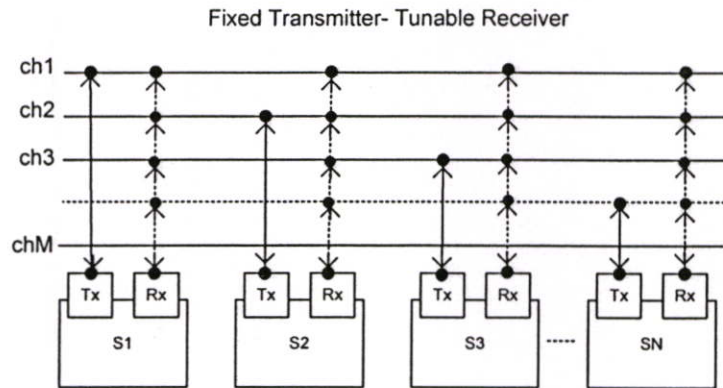 Fixed Transmitter- Tunable Receiver
ch1
ch2
ch3
chM
Tx Rx Tx Rx Tx Rx Tx Rx
S1 S2 S3 SN